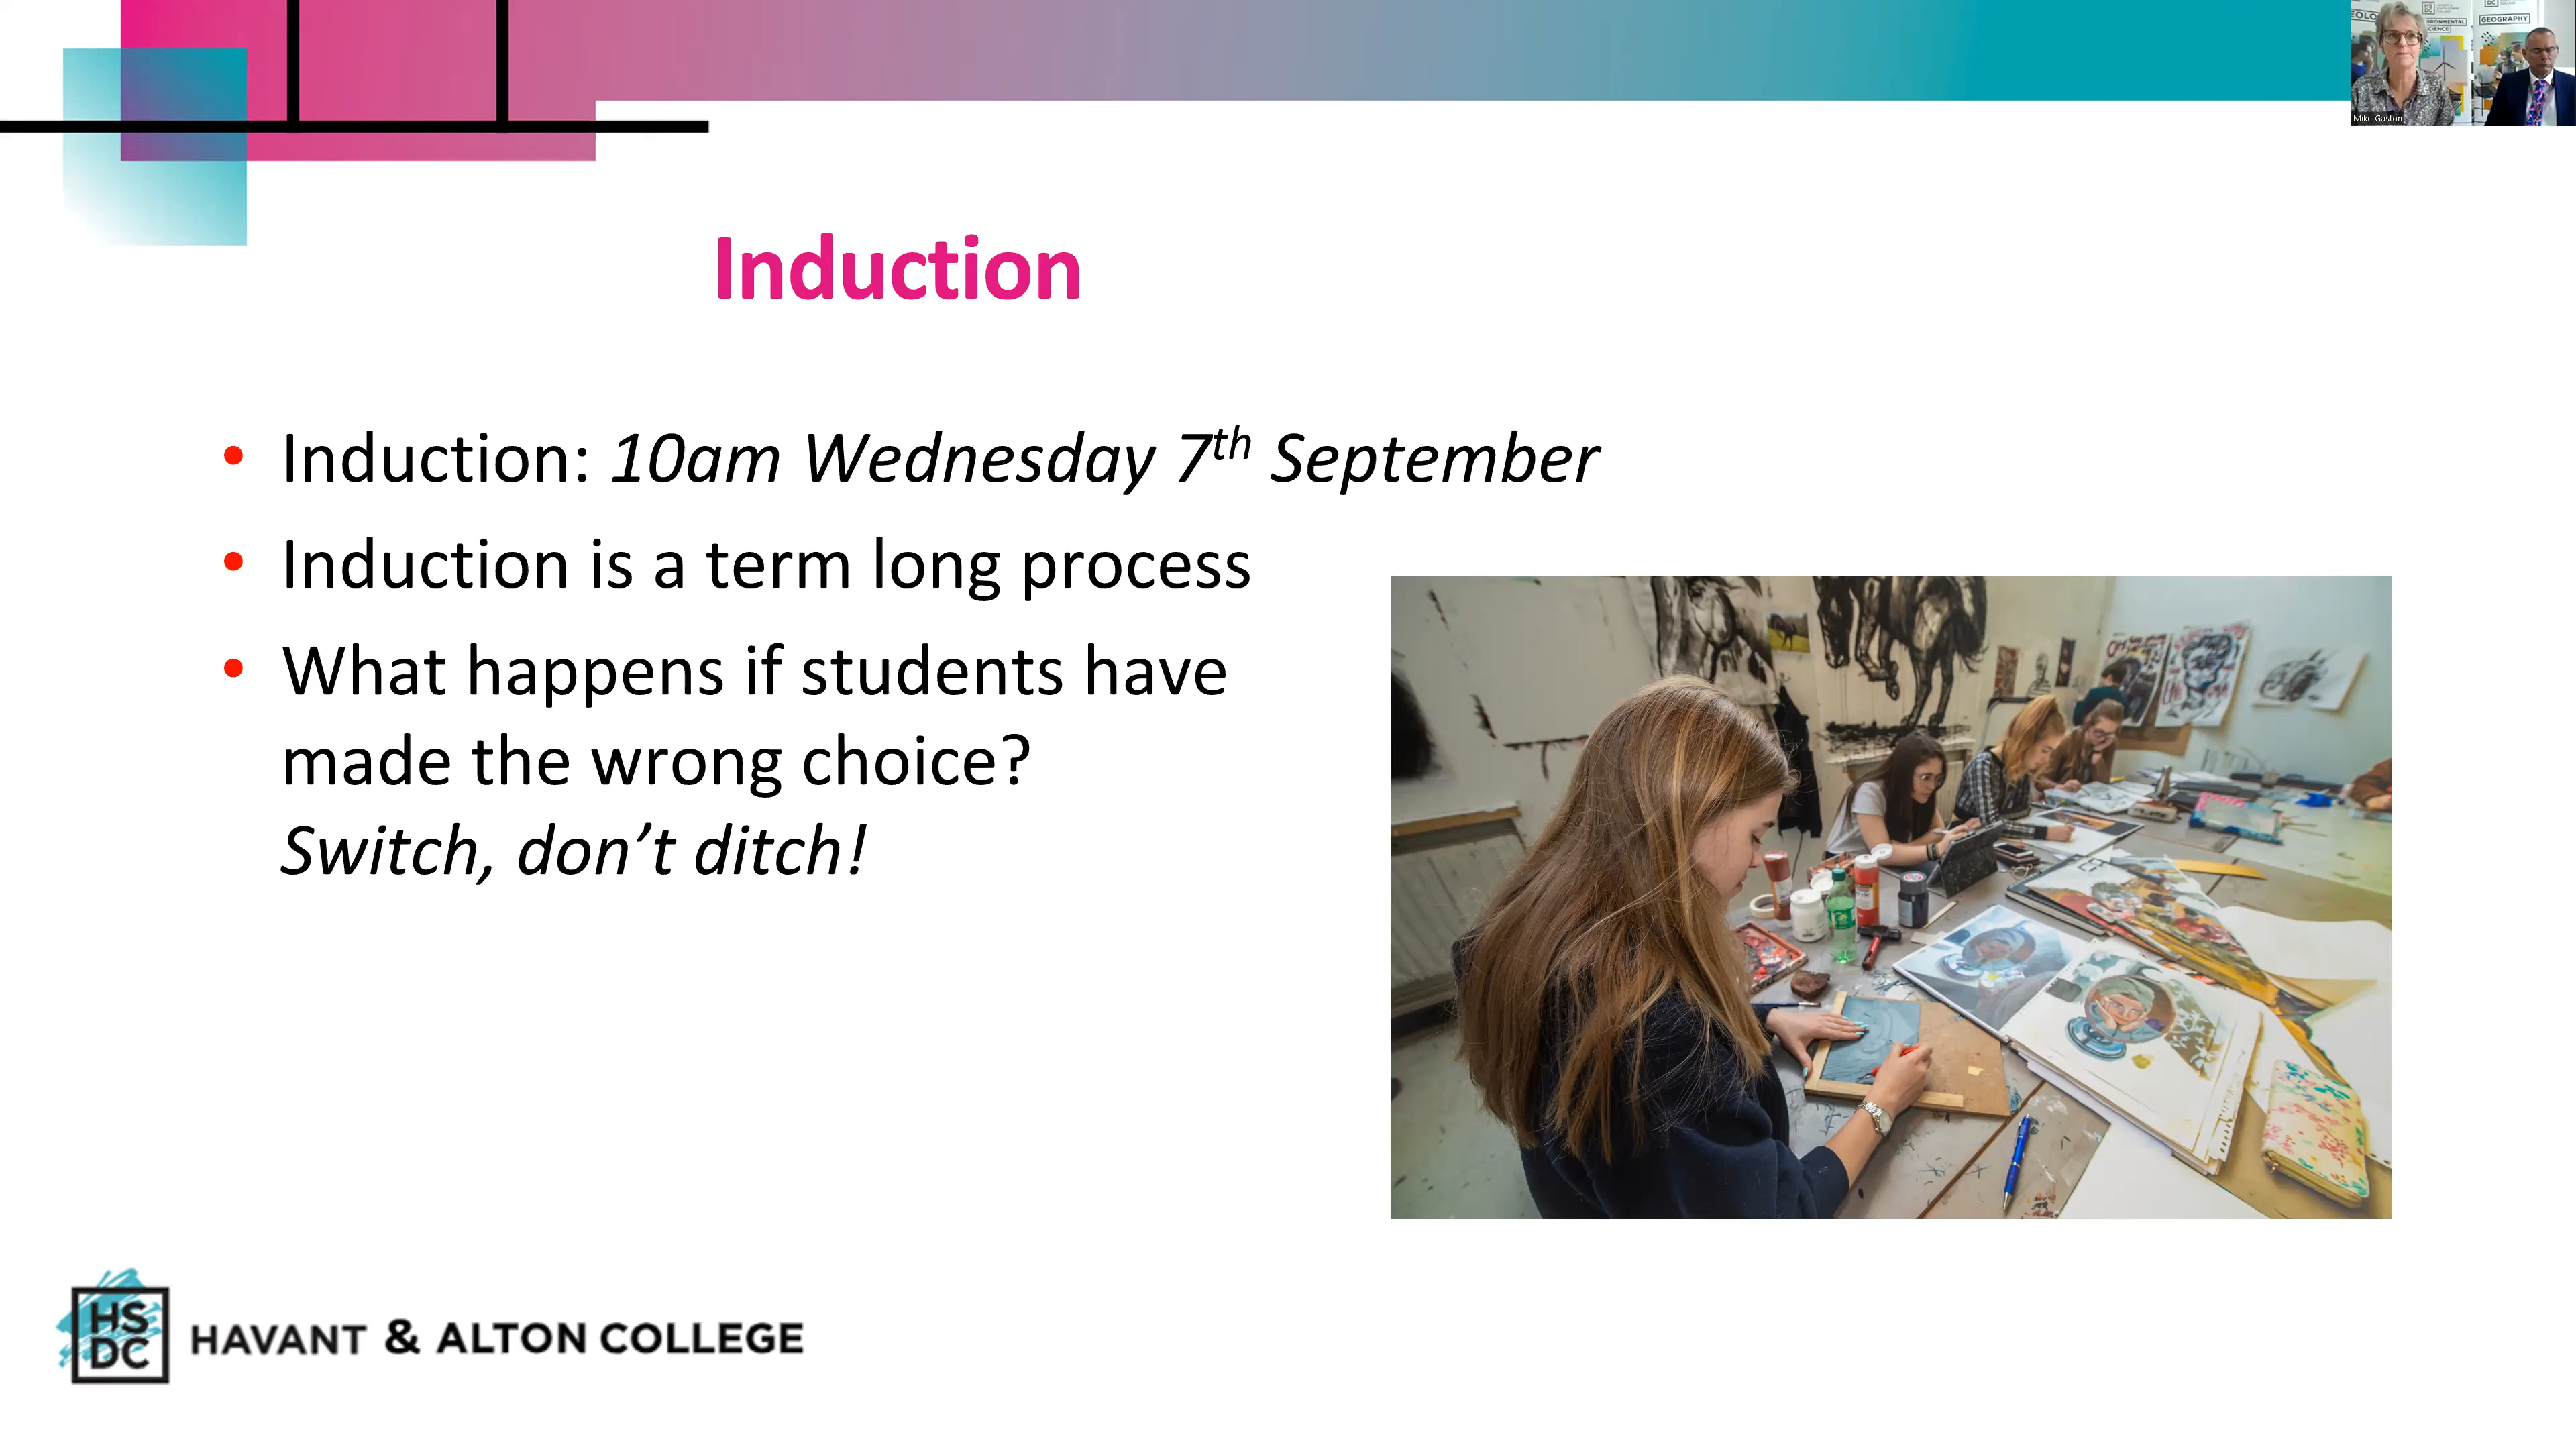 GEOGRAPHY
Mike Gaston
Induction
• Induction: 10am Wednesday 7th September
• Induction is a term long process
• What happens if students have
made the wrong choice?
Switch, don’t ditch!
HS
DC
HAVANT & ALTON COLLEGE